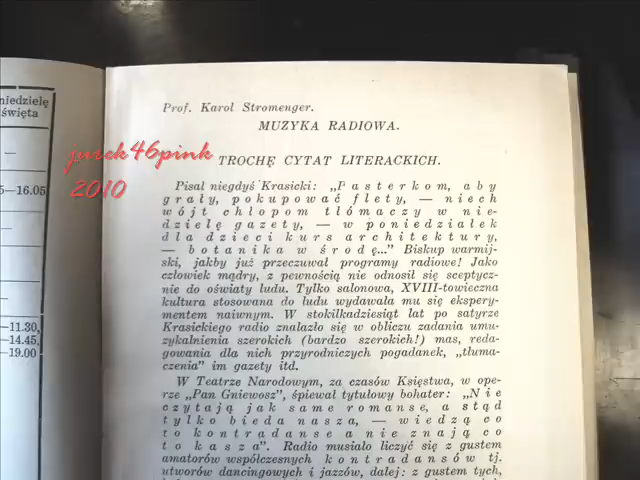 niedzielę
święta
—
5—16.05
—
—
—11.30,
—14.45,
—19.00
jurek46pink
2010
Prof. Karol Stromenger.
MUZYKA RADIOWA.
TROCHĘ CYTAT LITERACKICH.
Pisał niegdyś Krasicki: „Pasterkom, aby
grały, pokupować flety, — niech
wójt chłopom tłómaczy w nie-
dzielę gazety, — w poniedziałek
dla dzieci kurs architektury,
— botanika w środę..." Biskup warmij-
ski, jakby już przeczuwał programy radiowe! Jako
człowiek mądry, z pewnością nie odnosił się sceptycz-
nie do oświaty ludu. Tylko salonowa, XVIII-towieczna
kultura stosowana do ludu wydawała mu się ekspery-
mentem naiwnym. W stokilkadziesiąt lat po satyrze
Krasickiego radio znalazło się w obliczu zadania umu-
zykalnienia szerokich (bardzo szerokich!) mas, reda-
gowania dla nich przyrodniczych pogadanek, „tłuma-
czenia" im gazety itd.
W Teatrze Narodowym, za czasów Księstwa, w ope-
rze „Pan Gniewosz", śpiewał tytułowy bohater: „Nie
czytają jak same romanse, a stąd
tylko bieda nasza, — wiedzą co
to kontradanse a nie znają co
to kasza". Radio musiało liczyć się z gustem
amatorów współczesnych kontradansów tj.
utworów dancingowych i jazzów, dalej: z gustem tych,